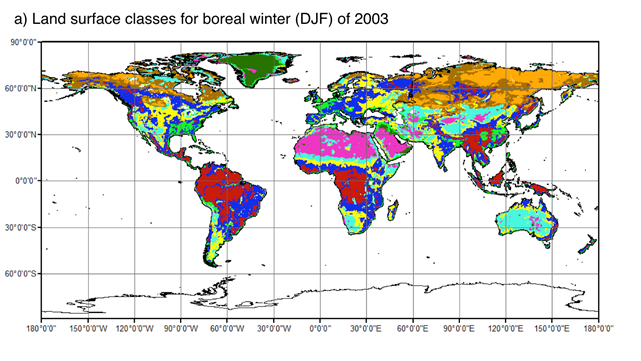 a) Land surface classes for boreal winter (DJF) of 2003
90°0'0"
60°0'0"N
30°0'0"N
0°0'0"
30°0'0"S
60°0'0"S
180°0'0" 150°0'0"W 120°0'0"W 90°0'0"W 60°0'0"W 30°0'0"W 0°0'0" 30°0'0"E 60°0'0"E 90°0'0"E 120°0'0"E 150°0'0"E 180°0'0"